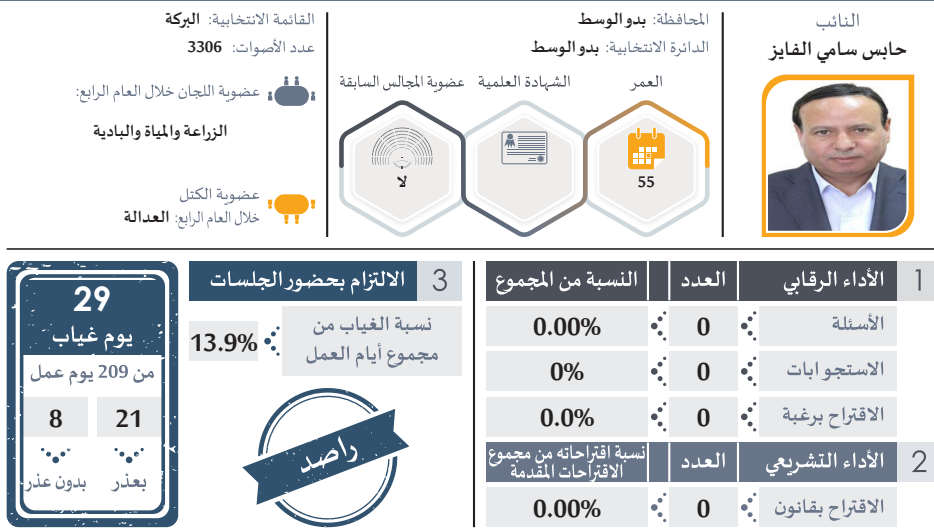 النائب
حابس سامي الفايز
المحافظة: بدو الوسط
الدائرة الانتخابية: بدو الوسط
العمر
55
الشهادة العلمية
عضوية المجالس السابقة
لا
القائمة الانتخابية: البركة
عدد الأصوات: 3306
عضوية اللجان خلال العام الرابع:
الزراعة والمياة والبادية
عضوية الكتل
خلال العام الرابع: العدالة
1 الأداء الرقابي العدد النسبة من المجموع
الأسئلة 0 0.00%
الاستجوابات 0 0%
الاقتراح برغبة 0 0.0%
2 الأداء التشريعي العدد نسبة اقتراحاته من مجموع
الاقتراحات المقدمة
الاقتراح بقانون 0 0.00%
3 الالتزام بحضور الجلسات
نسبة الغياب من
مجموع أيام العمل
13.9%
راصد
29
يوم غياب
من 209 يوم عمل
21 8
بعذر بدون عذر